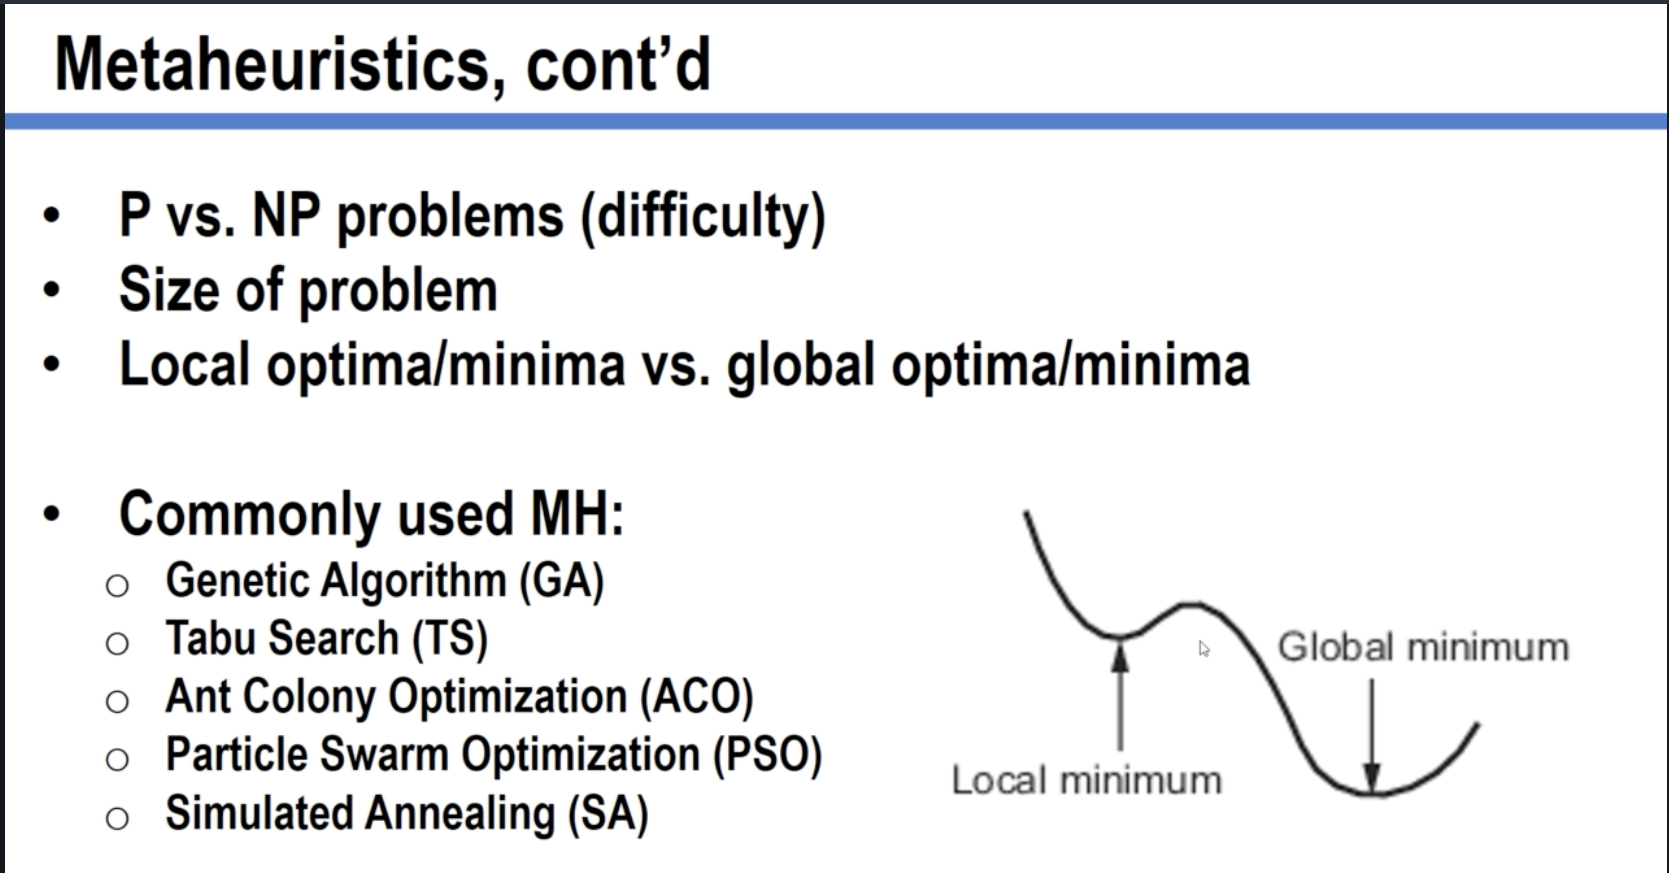 Metaheuristics, cont’d
• P vs. NP problems (difficulty)
• Size of problem
• Local optima/minima vs. global optima/minima
• Commonly used MH:
o Genetic Algorithm (GA)
o Tabu Search (TS)
o Ant Colony Optimization (ACO)
o Particle Swarm Optimization (PSO)
o Simulated Annealing (SA)
Global minimum
Local minimum